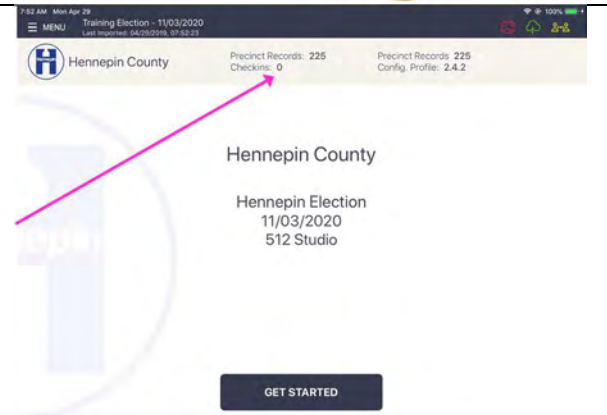 7:52 AM Mon Apr 29
100%
MENU
Training Election - 11/03/2020
Last Imported: 04/29/2019, 07:52:23
Hennepin County
Precinct Records: 225
Checkins: 0
Precinct Records 225
Config. Profile: 2.4.2
Hennepin County
Hennepin Election
11/03/2020
512 Studio
GET STARTED